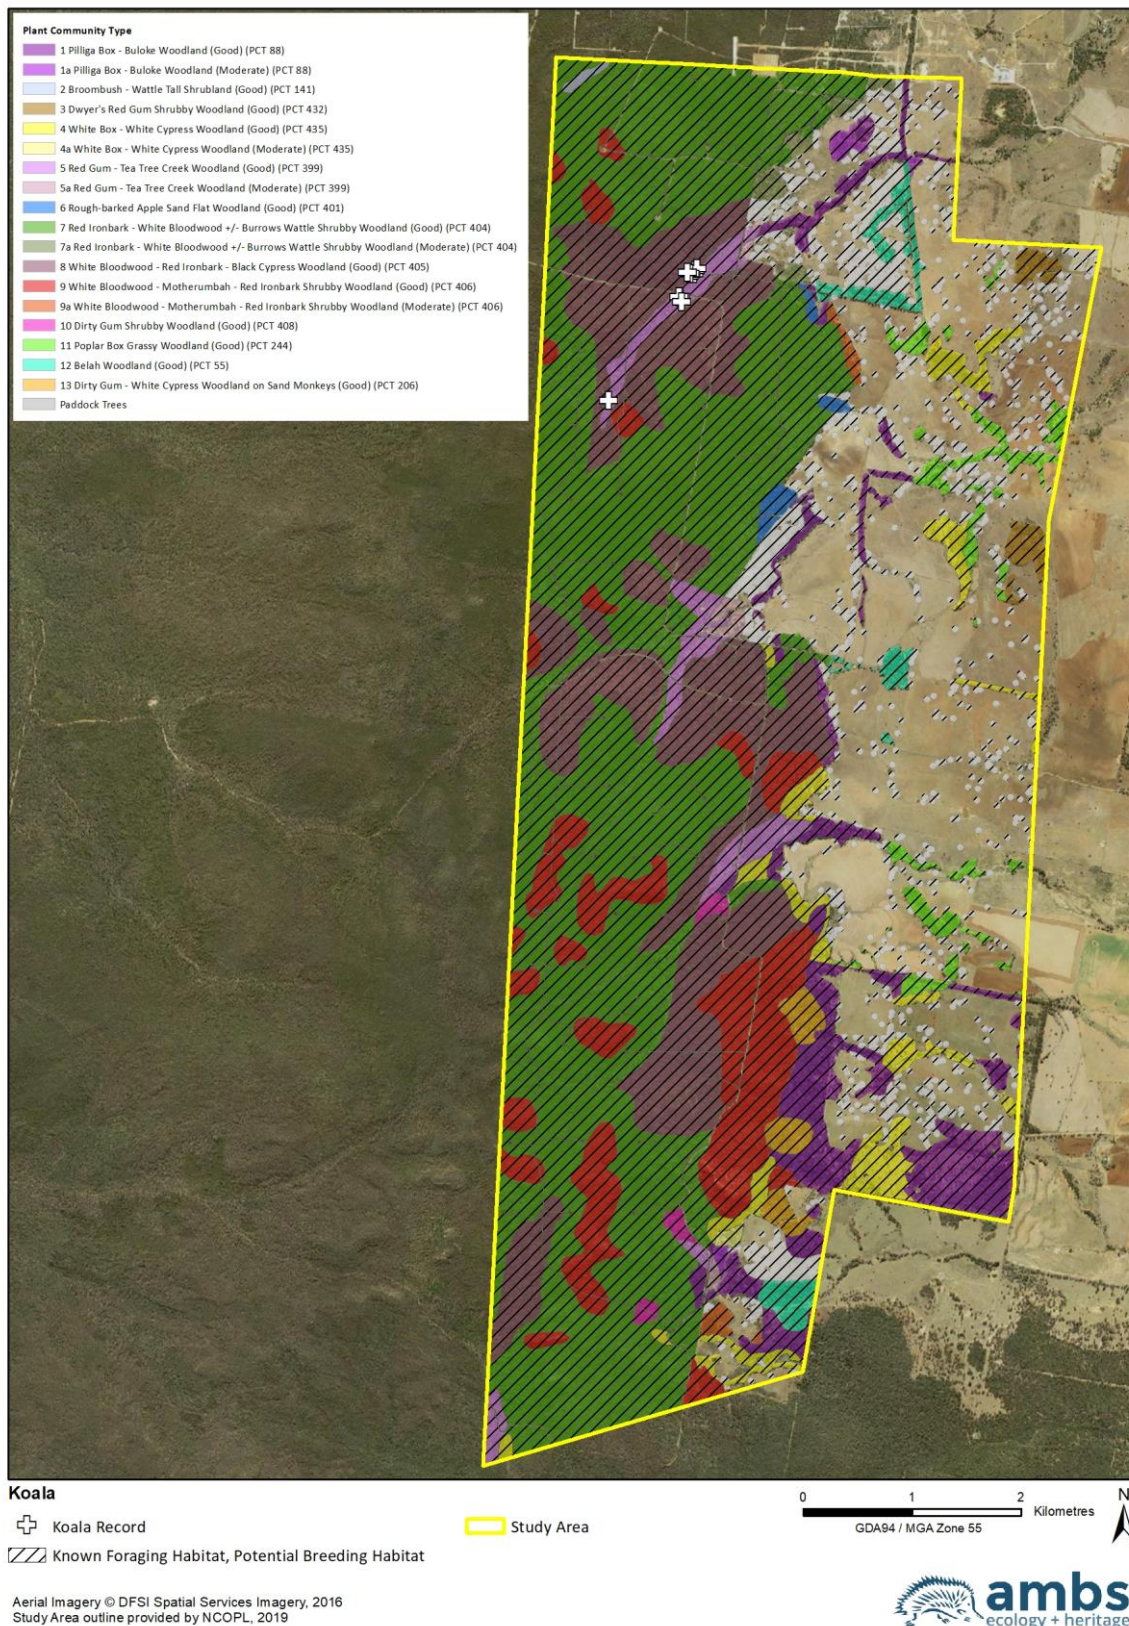 Plant Community Type
1 Pilliga Box - Buloke Woodland (Good) (PCT 88)
1a Pilliga Box - Buloke Woodland (Moderate) (PCT 88)
2 Broombush - Wattle Tall Shrubland (Good) (PCT 141)
3 Dwyer's Red Gum Shrubby Woodland (Good) (PCT 432)
4 White Box - White Cypress Woodland (Good) (PCT 435)
4a White Box - White Cypress Woodland (Moderate) (PCT 435)
5 Red Gum - Tea Tree Creek Woodland (Good) (PCT 399)
5a Red Gum - Tea Tree Creek Woodland (Moderate) (PCT 399)
6 Rough-barked Apple Sand Flat Woodland (Good) (PCT 401)
7 Red Ironbark - White Bloodwood +/- Burrows Wattle Shrubby Woodland (Good) (PCT 404)
7a Red Ironbark - White Bloodwood +/- Burrows Wattle Shrubby Woodland (Moderate) (PCT 404)
8 White Bloodwood - Red Ironbark - Black Cypress Woodland (Good) (PCT 405)
9 White Bloodwood - Motherumbah - Red Ironbark Shrubby Woodland (Good) (PCT 406)
9a White Bloodwood - Motherumbah - Red Ironbark Shrubby Woodland (Moderate) (PCT 406)
10 Dirty Gum Shrubby Woodland (Good) (PCT 408)
11 Poplar Box Grassy Woodland (Good) (PCT 244)
12 Belah Woodland (Good) (PCT 55)
13 Dirty Gum - White Cypress Woodland on Sand Monkeys (Good) (PCT 206)
Paddock Trees
Koala
Koala Record
Study Area
Known Foraging Habitat, Potential Breeding Habitat
0 1 2 Kilometres
GDA94 / MGA Zone 55
N
Aerial Imagery © DFSI Spatial Services Imagery, 2016
Study Area outline provided by NCOPL, 2019
ambs
ecology + heritage